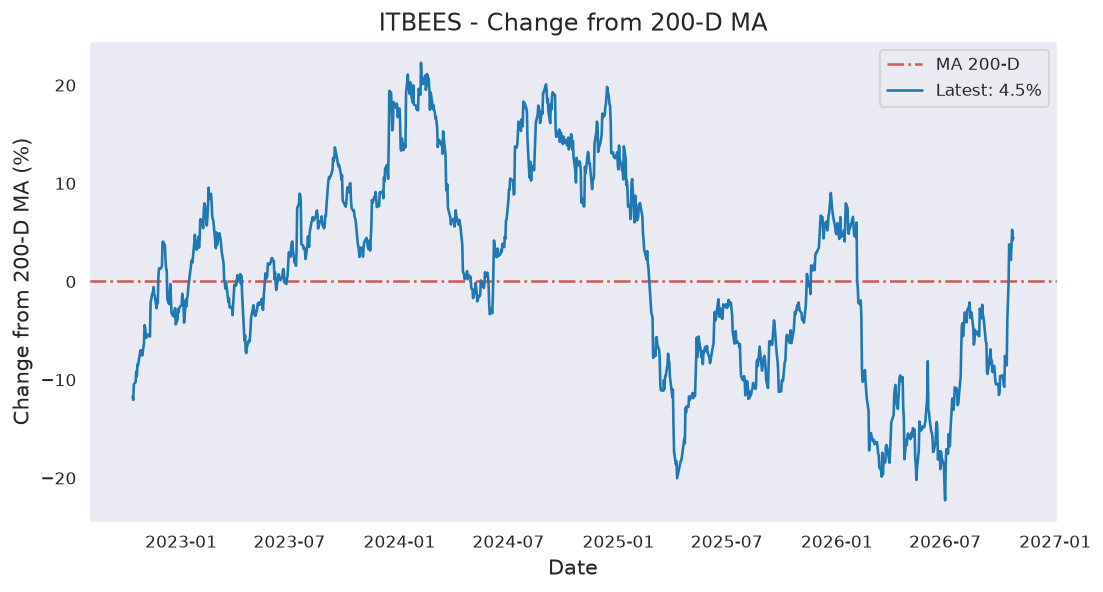 ITBEES - Change from 200-D MA
MA 200-D
Latest: 4.5%
Change from 200-D MA (%)
20
10
0
−10
−20
2023-01
2023-07
2024-01
2024-07
2025-01
2025-07
2026-01
2026-07
2027-01
Date